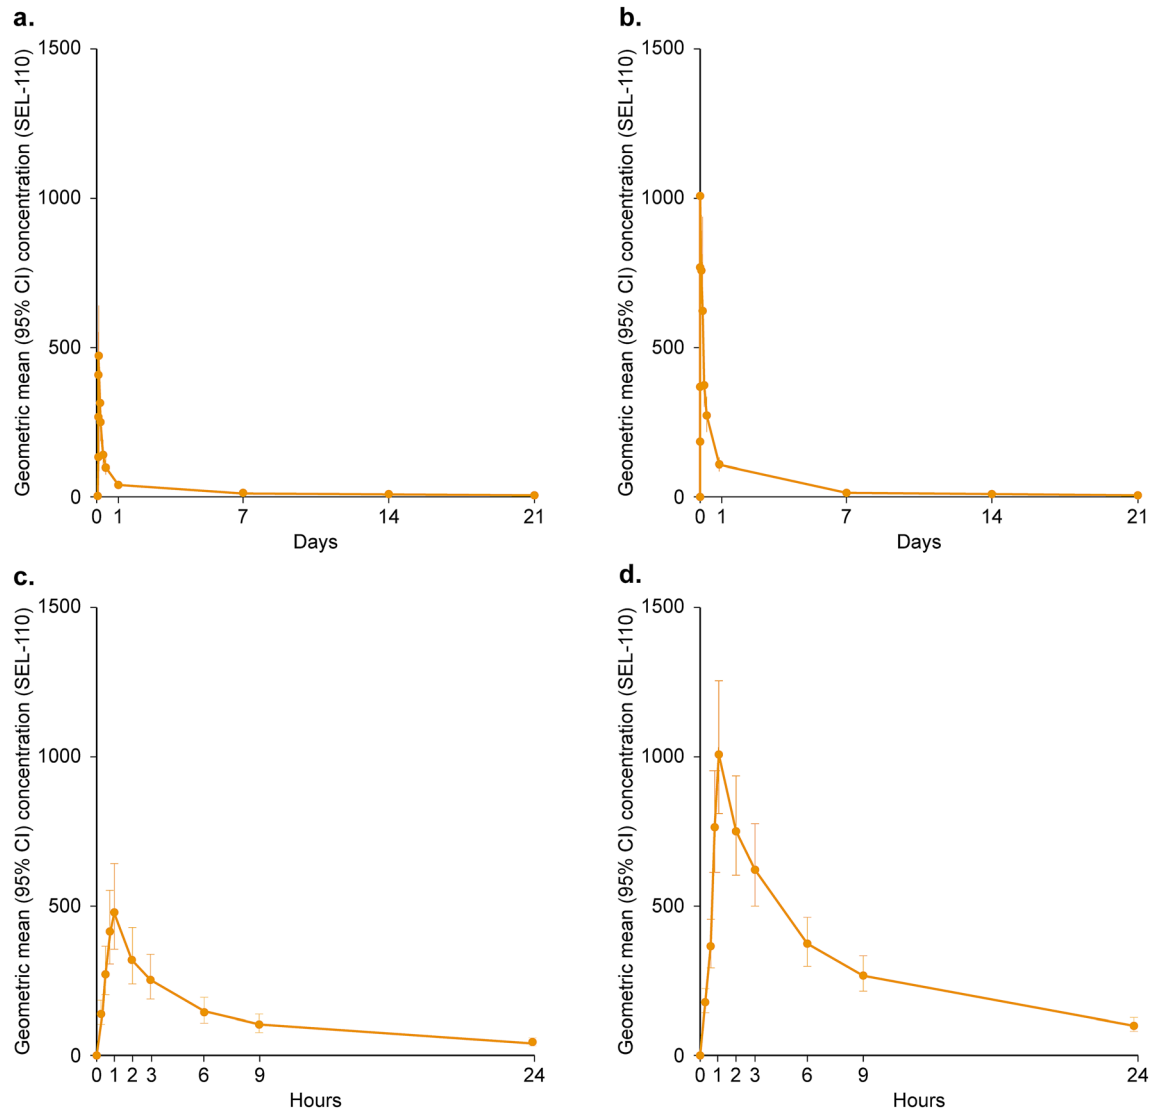 a.
Geometric mean (95% CI) concentration (SEL-110)
1500
1000
500
0
0 1 7 14 21
Days
b.
Geometric mean (95% CI) concentration (SEL-110)
1500
1000
500
0
0 1 7 14 21
Days
c.
Geometric mean (95% CI) concentration (SEL-110)
1500
1000
500
0
0 1 2 3 6 9 24
Hours
d.
Geometric mean (95% CI) concentration (SEL-110)
1500
1000
500
0
0 1 2 3 6 9 24
Hours